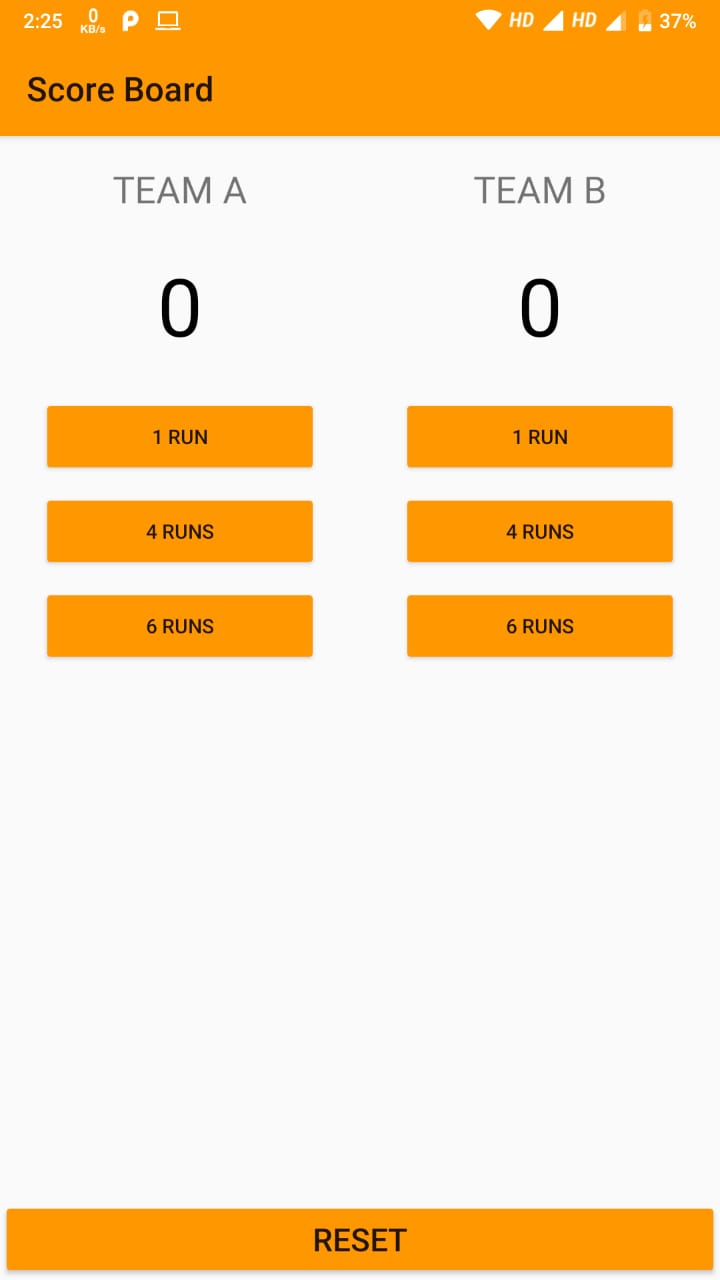 2:25 0 KB/s HD HD 37%
Score Board
TEAM A TEAM B
0 0
1 RUN 1 RUN
4 RUNS 4 RUNS
6 RUNS 6 RUNS
RESET